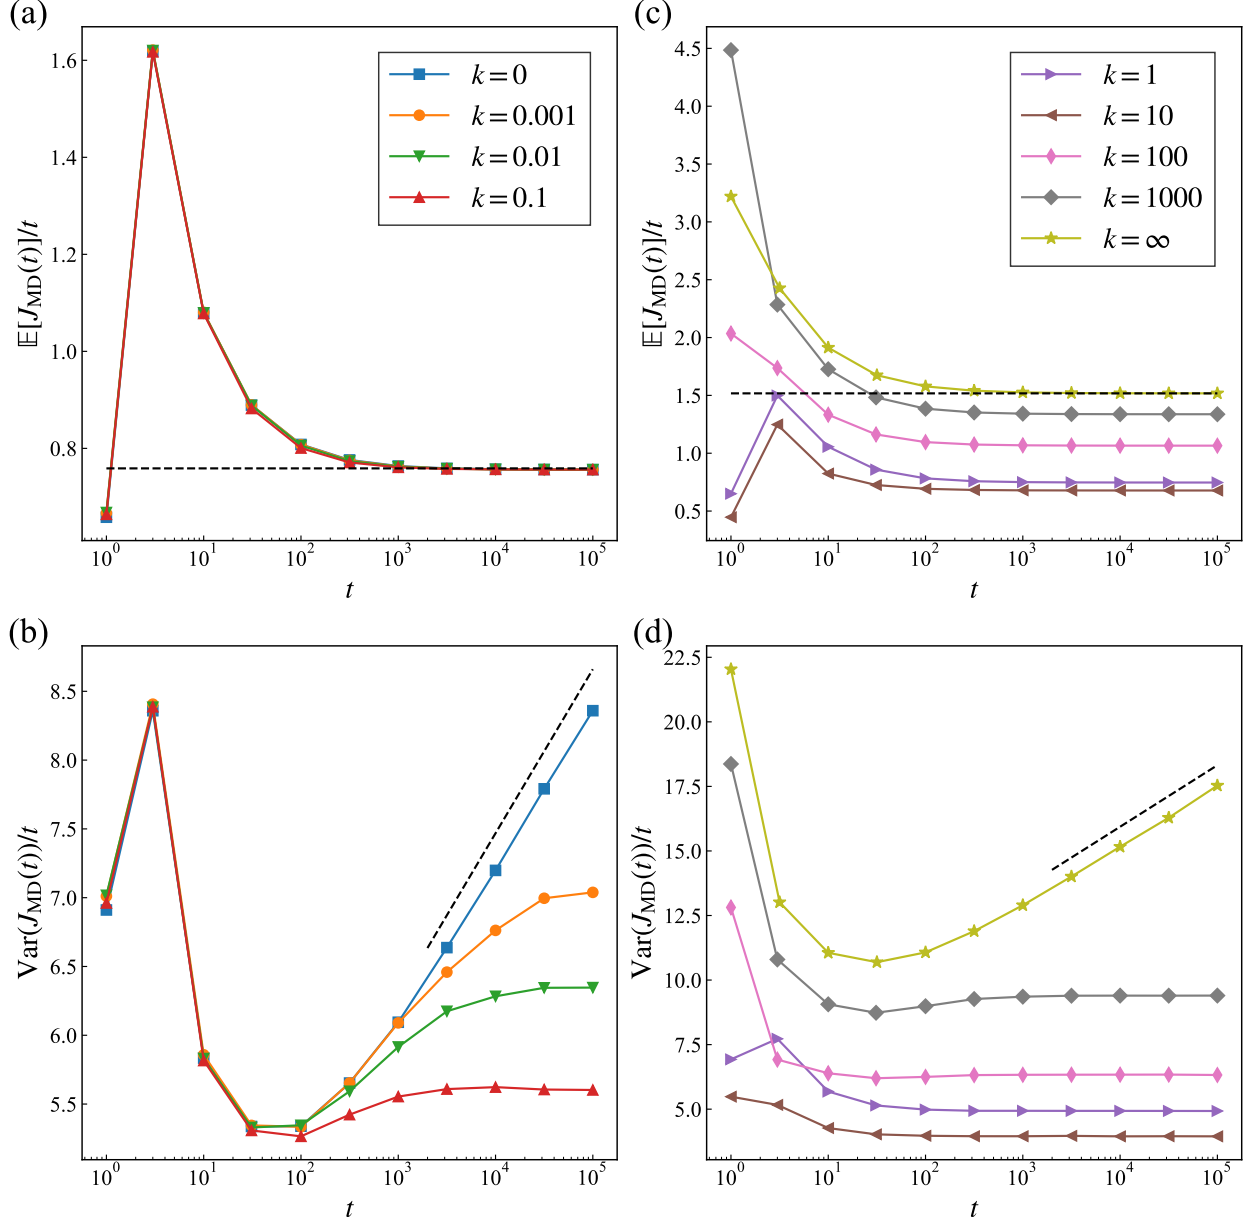 (a)
𝔼[J_MD(t)]/t
1.6
1.4
1.2
1.0
0.8
k = 0
k = 0.001
k = 0.01
k = 0.1
10^0 10^1 10^2 10^3 10^4 10^5
t
(c)
𝔼[J_MD(t)]/t
4.5
4.0
3.5
3.0
2.5
2.0
1.5
1.0
0.5
k = 1
k = 10
k = 100
k = 1000
k = ∞
10^0 10^1 10^2 10^3 10^4 10^5
t
(b)
Var(J_MD(t))/t
8.5
8.0
7.5
7.0
6.5
6.0
5.5
10^0 10^1 10^2 10^3 10^4 10^5
t
(d)
Var(J_MD(t))/t
22.5
20.0
17.5
15.0
12.5
10.0
7.5
5.0
10^0 10^1 10^2 10^3 10^4 10^5
t